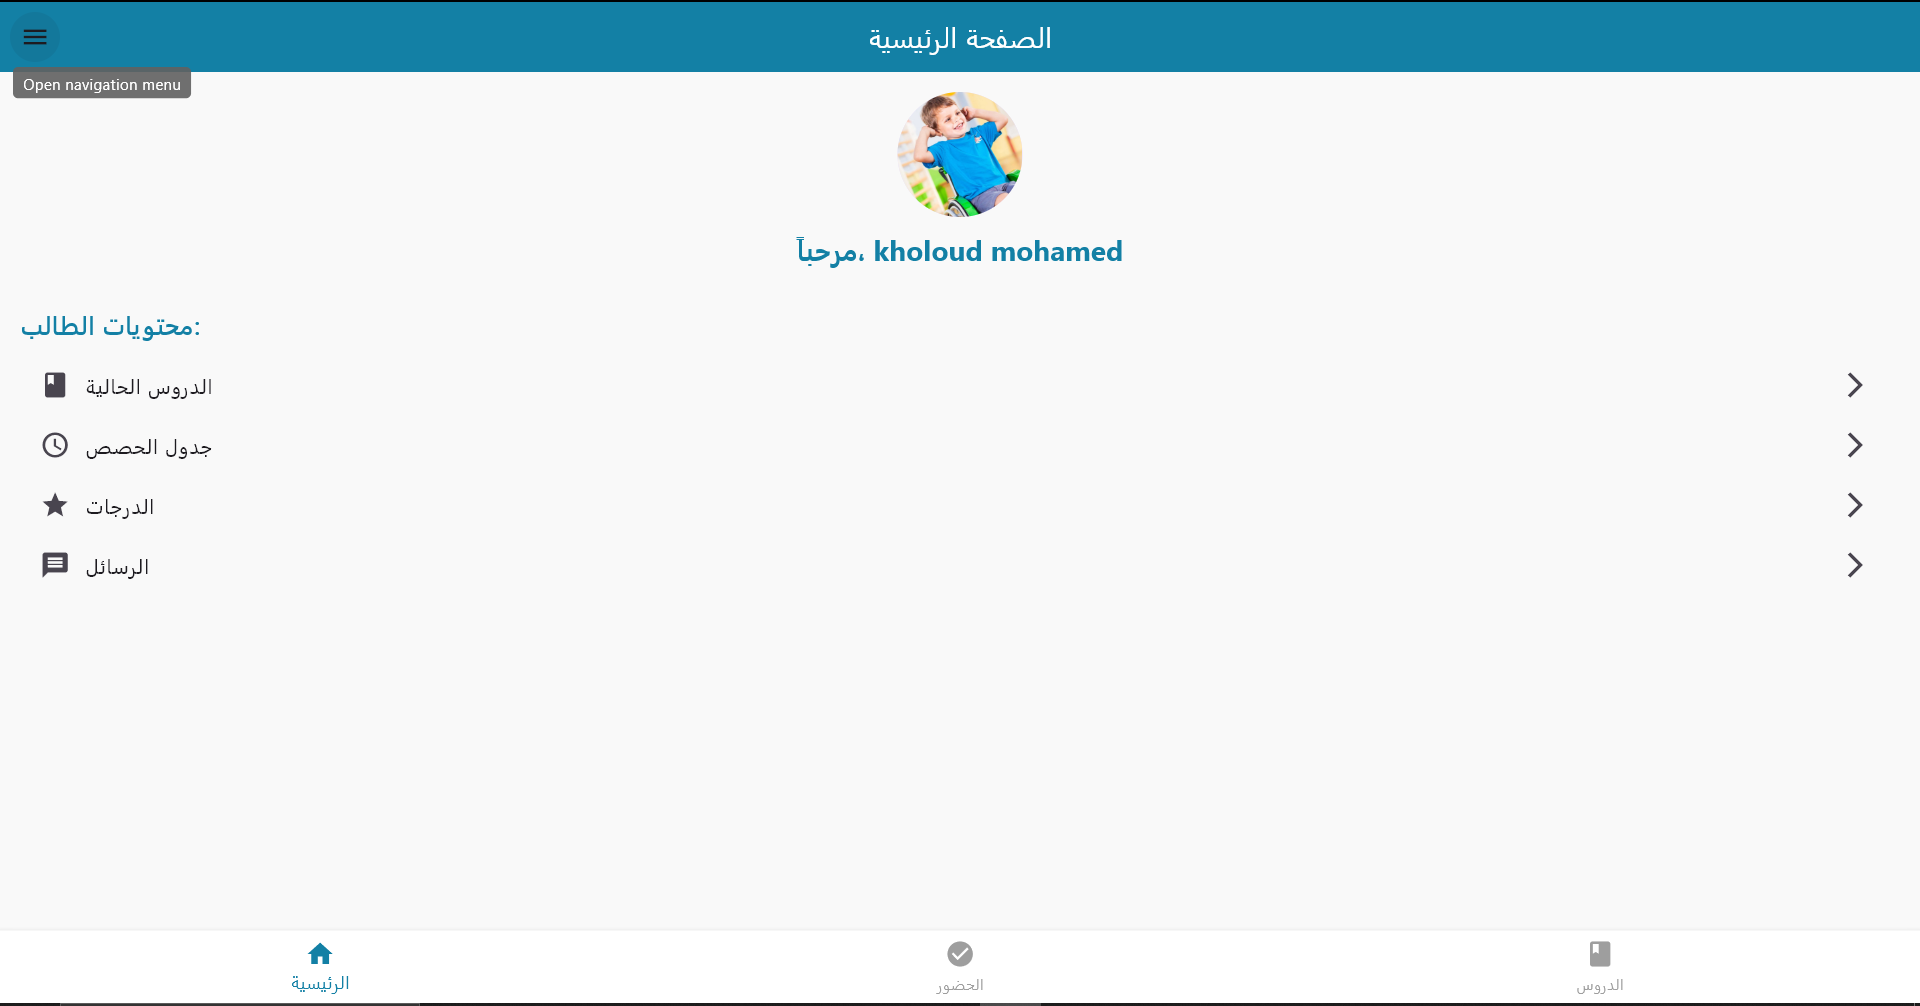 الصفحة الرئيسية
Open navigation menu
مرحباً، kholoud mohamed
محتويات الطالب:
الدروس الحالية
جدول الحصص
الدرجات
الرسائل
الرئيسية
الحضور
الدروس